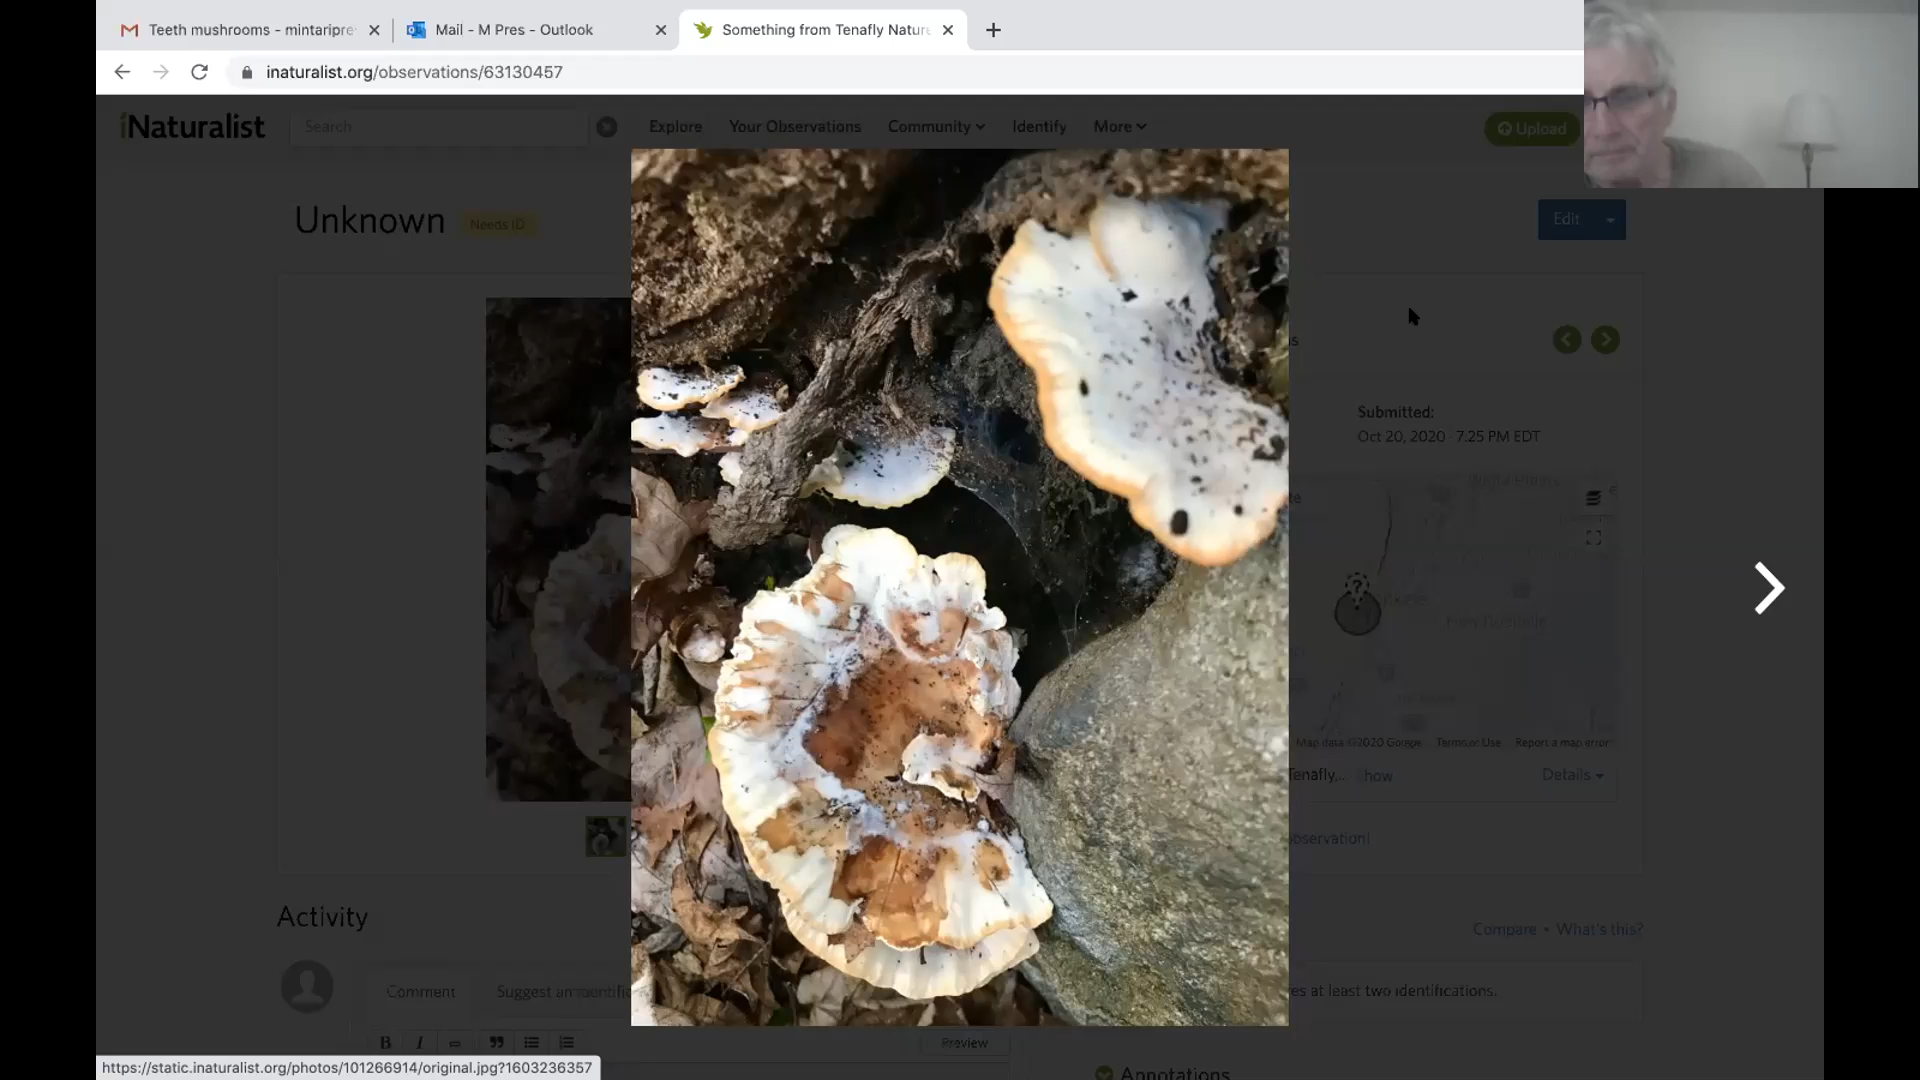 Teeth mushrooms - mintaripre
Mail - M Pres - Outlook
Something from Tenafly Nature
inaturalist.org/observations/63130457
iNaturalist
Search
Explore
Your Observations
Community
Identify
More
Upload
Unknown
Needs ID
Edit
Submitted:
Oct 20, 2020 · 7:25 PM EDT
Map data ©2020 Google
Terms of Use
Report a map error
Tenafly,...
how
Details
observation!
Activity
Compare · What's this?
Comment
Suggest an
es at least two identifications.
B I
Preview
https://static.inaturalist.org/photos/101266914/original.jpg?1603236357
Annotations